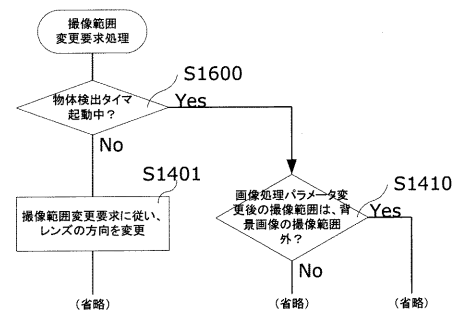 撮像範囲
変更要求処理
S1600
物体検出タイマ
起動中？
Yes
No
S1401
撮像範囲変更要求に従い、
レンズの方向を変更
S1410
画像処理パラメータ変
更後の撮像範囲は、背
景画像の撮像範囲
外？
Yes
No
（省略）
（省略）
（省略）